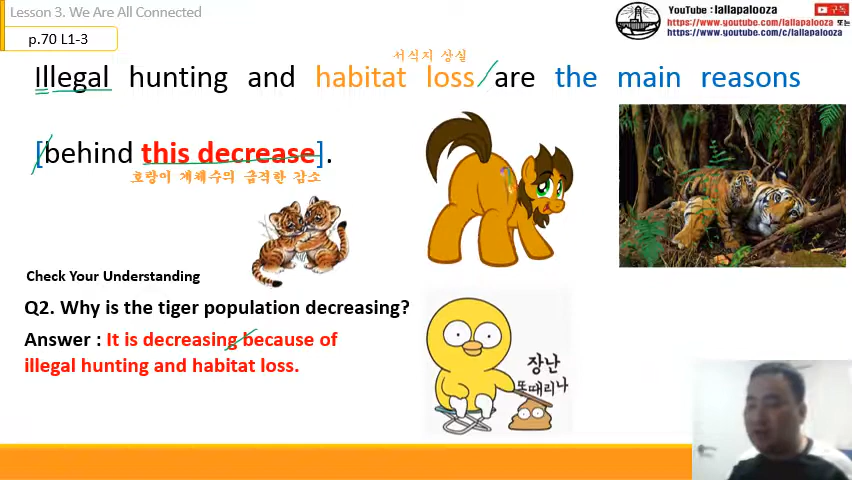 Lesson 3. We Are All Connected
YouTube : lallapalooza
구독
https://www.youtube.com/lallapalooza 또는
https://www.youtube.com/c/lallapalooza
p.70 L1-3
서식지 상실
Illegal hunting and habitat loss are the main reasons
[behind this decrease].
호랑이 개체수의 급격한 감소
Check Your Understanding
Q2. Why is the tiger population decreasing?
Answer : It is decreasing because of
illegal hunting and habitat loss.
장난
똥때리나